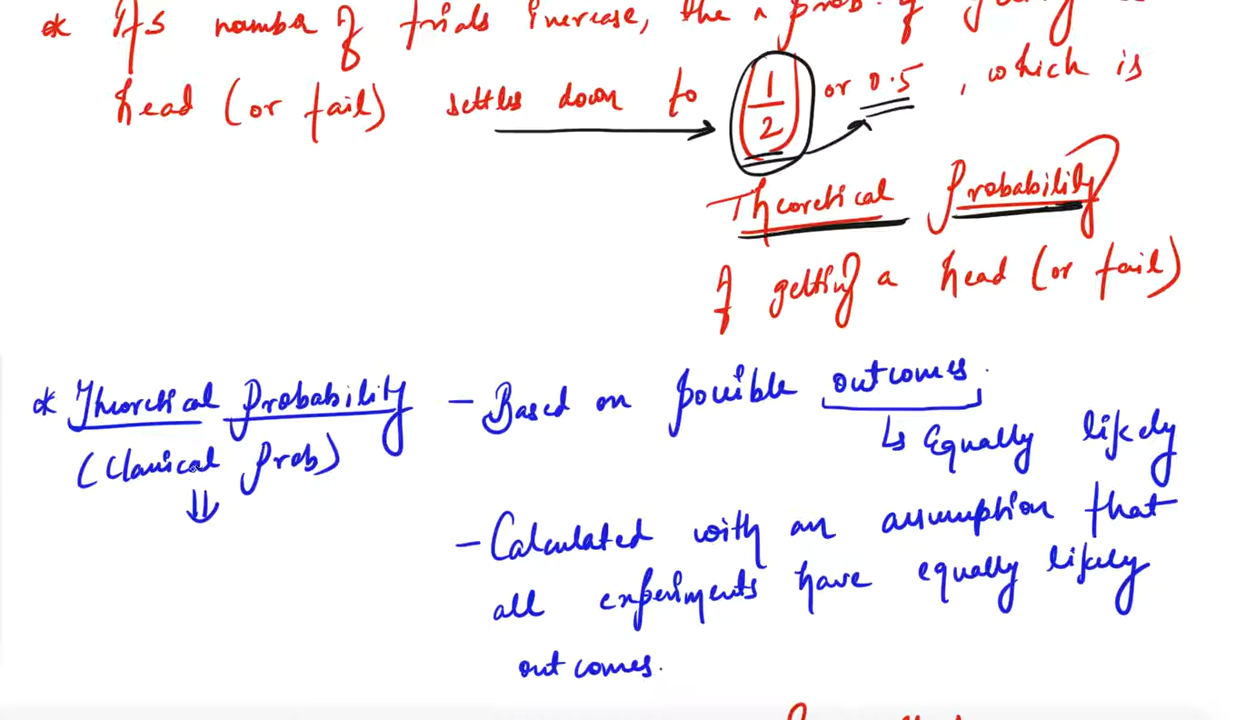 * If number of trials increase, the prob. of
head (or tail) settles down to (1/2) or 0.5, which is
Theoretical Probability
of getting a head (or tail)
* Theoretical Probability - Based on possible outcomes.
↳ Equally likely
(Classical Prob)
⇓
- Calculated with an assumption that
all experiments have equally likely
outcomes.